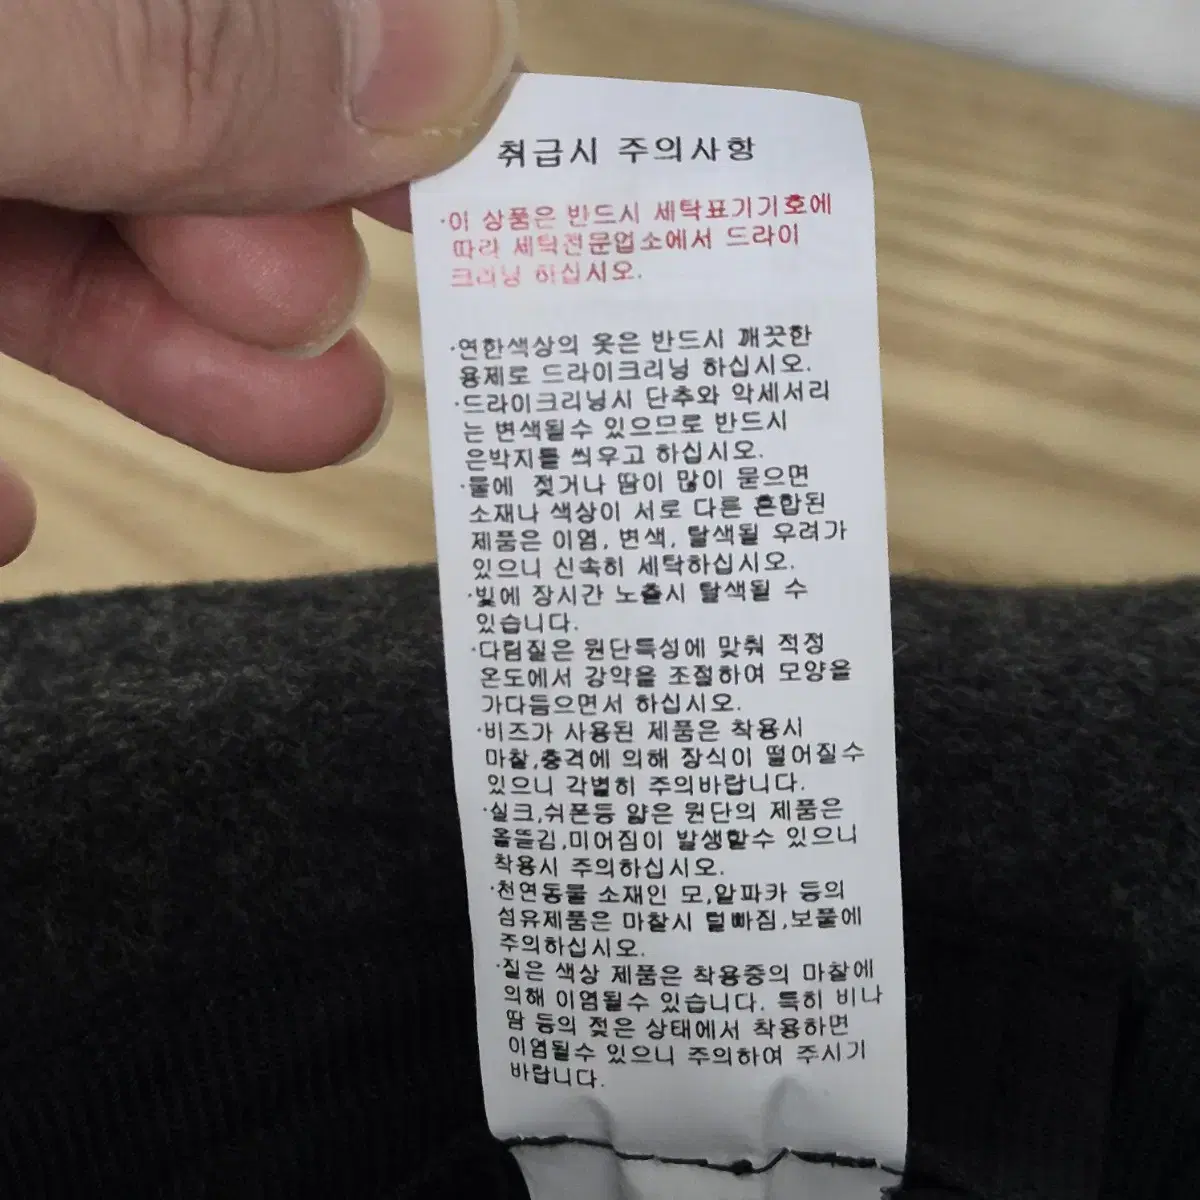 취급시 주의사항
·이 상품은 반드시 세탁표기기호에
따라 세탁전문업소에서 드라이
크리닝 하십시오.
·연한색상의 옷은 반드시 깨끗한
용제로 드라이크리닝 하십시오.
·드라이크리닝시 단추와 악세서리
는 변색될수 있으므로 반드시
은박지를 씌우고 하십시오.
·물에 젖거나 땀이 많이 묻으면
소재나 색상이 서로 다른 혼합된
제품은 이염, 변색, 탈색될 우려가
있으니 신속히 세탁하십시오.
·빛에 장시간 노출시 탈색될 수
있습니다.
·다림질은 원단특성에 맞춰 적정
온도에서 강약을 조절하여 모양을
가다듬으면서 하십시오.
·비즈가 사용된 제품은 착용시
마찰,충격에 의해 장식이 떨어질수
있으니 각별히 주의바랍니다.
·실크,쉬폰등 얇은 원단의 제품은
올뜯김,미어짐이 발생할수 있으니
착용시 주의하십시오.
·천연동물 소재인 모,알파카 등의
섬유제품은 마찰시 털빠짐,보풀에
주의하십시오.
·짙은 색상 제품은 착용중의 마찰에
의해 이염될수 있습니다. 특히 비나
땀 등의 젖은 상태에서 착용하면
이염될수 있으니 주의하여 주시기
바랍니다.